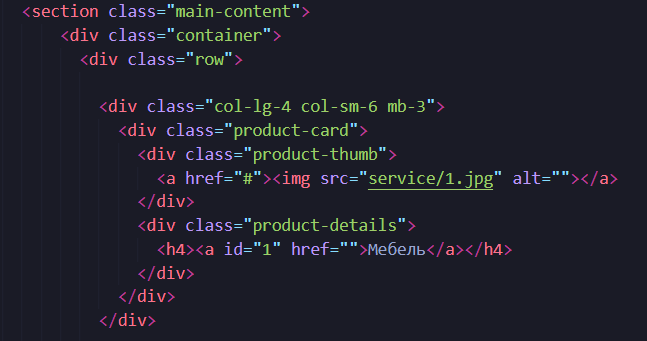 <section class="main-content">
<div class="container">
<div class="row">
<div class="col-lg-4 col-sm-6 mb-3">
<div class="product-card">
<div class="product-thumb">
<a href="#"><img src="service/1.jpg" alt=""></a>
</div>
<div class="product-details">
<h4><a id="1" href="">Мебель</a></h4>
</div>
</div>
</div>